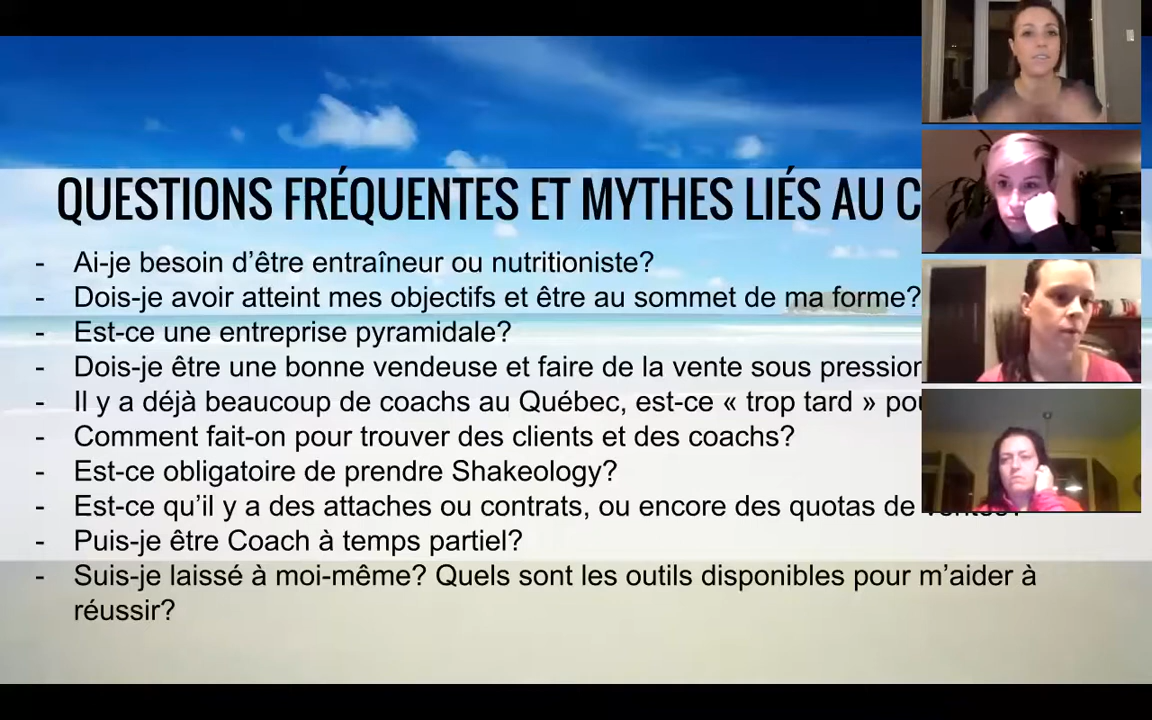 QUESTIONS FRÉQUENTES ET MYTHES LIÉS AU
- Ai-je besoin d’être entraîneur ou nutritioniste?
- Dois-je avoir atteint mes objectifs et être au sommet de ma forme?
- Est-ce une entreprise pyramidale?
- Dois-je être une bonne vendeuse et faire de la vente sous pression
- Il y a déjà beaucoup de coachs au Québec, est-ce « trop tard »
- Comment fait-on pour trouver des clients et des coachs?
- Est-ce obligatoire de prendre Shakeology?
- Est-ce qu’il y a des attaches ou contrats, ou encore des quotas de
- Puis-je être Coach à temps partiel?
- Suis-je laissé à moi-même? Quels sont les outils disponibles pour m’aider à
réussir?